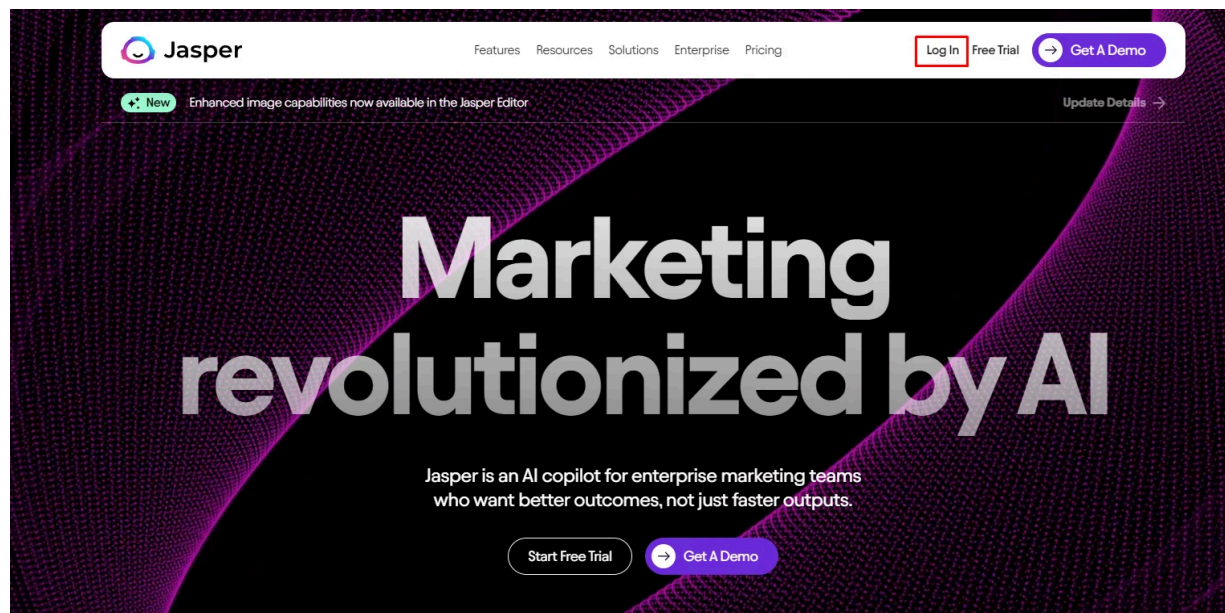 Jasper
Features Resources Solutions Enterprise Pricing
Log In Free Trial Get A Demo
New Enhanced image capabilities now available in the Jasper Editor
Update Details
Marketing
revolutionized by AI
Jasper is an AI copilot for enterprise marketing teams
who want better outcomes, not just faster outputs.
Start Free Trial Get A Demo